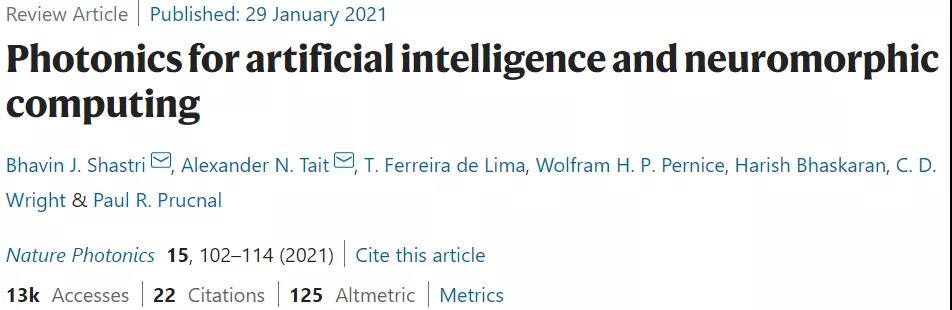 Review Article | Published: 29 January 2021
Photonics for artificial intelligence and neuromorphic
computing
Bhavin J. Shastri, Alexander N. Tait, T. Ferreira de Lima, Wolfram H. P. Pernice, Harish Bhaskaran, C. D.
Wright & Paul R. Prucnal
Nature Photonics 15, 102–114 (2021) | Cite this article
13k Accesses | 22 Citations | 125 Altmetric | Metrics